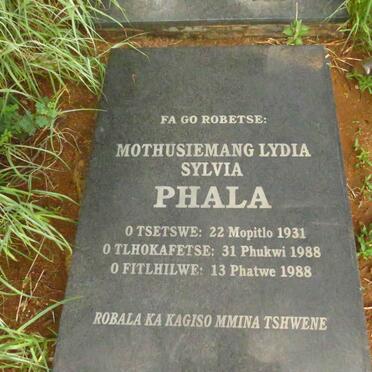 FA GO ROBETSE:
MOTHUSIEMANG LYDIA
SYLVIA
PHALA
O TSETSWE: 22 Mopitlo 1931
O TLHOKAFETSE: 31 Phukwi 1988
O FITLHILWE: 13 Phatwe 1988
ROBALA KA KAGISO MMINA TSHWENE